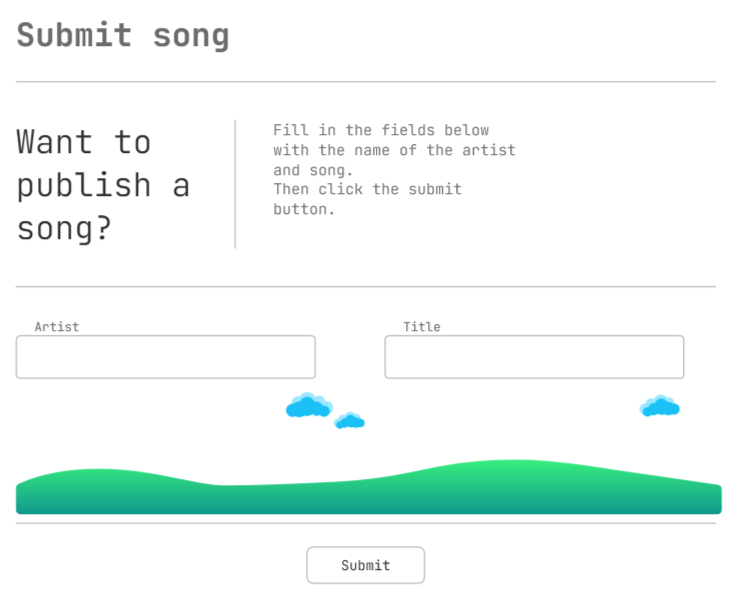 Submit song
Want to
publish a
song?
Fill in the fields below
with the name of the artist
and song.
Then click the submit
button.
Artist
Title
Submit